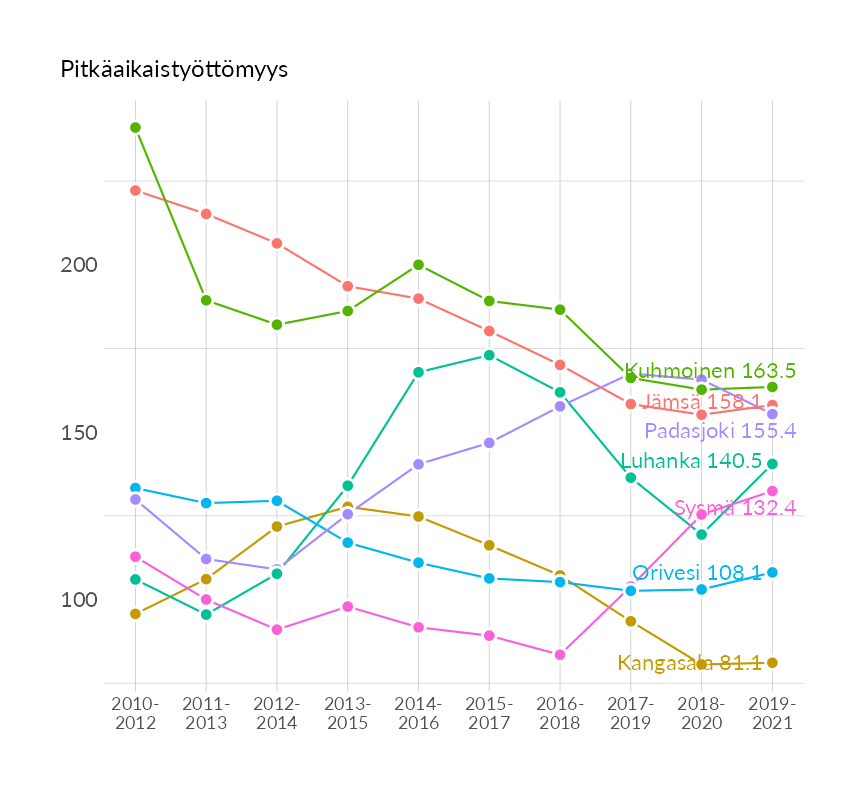 Pitkäaikaistyöttömyys
200
150
100
Kuhmoinen 163.5
Jämsä 158.1
Padasjoki 155.4
Luhanka 140.5
Sysmä 132.4
Orivesi 108.1
Kangasala 81.1
2010-
2012
2011-
2013
2012-
2014
2013-
2015
2014-
2016
2015-
2017
2016-
2018
2017-
2019
2018-
2020
2019-
2021